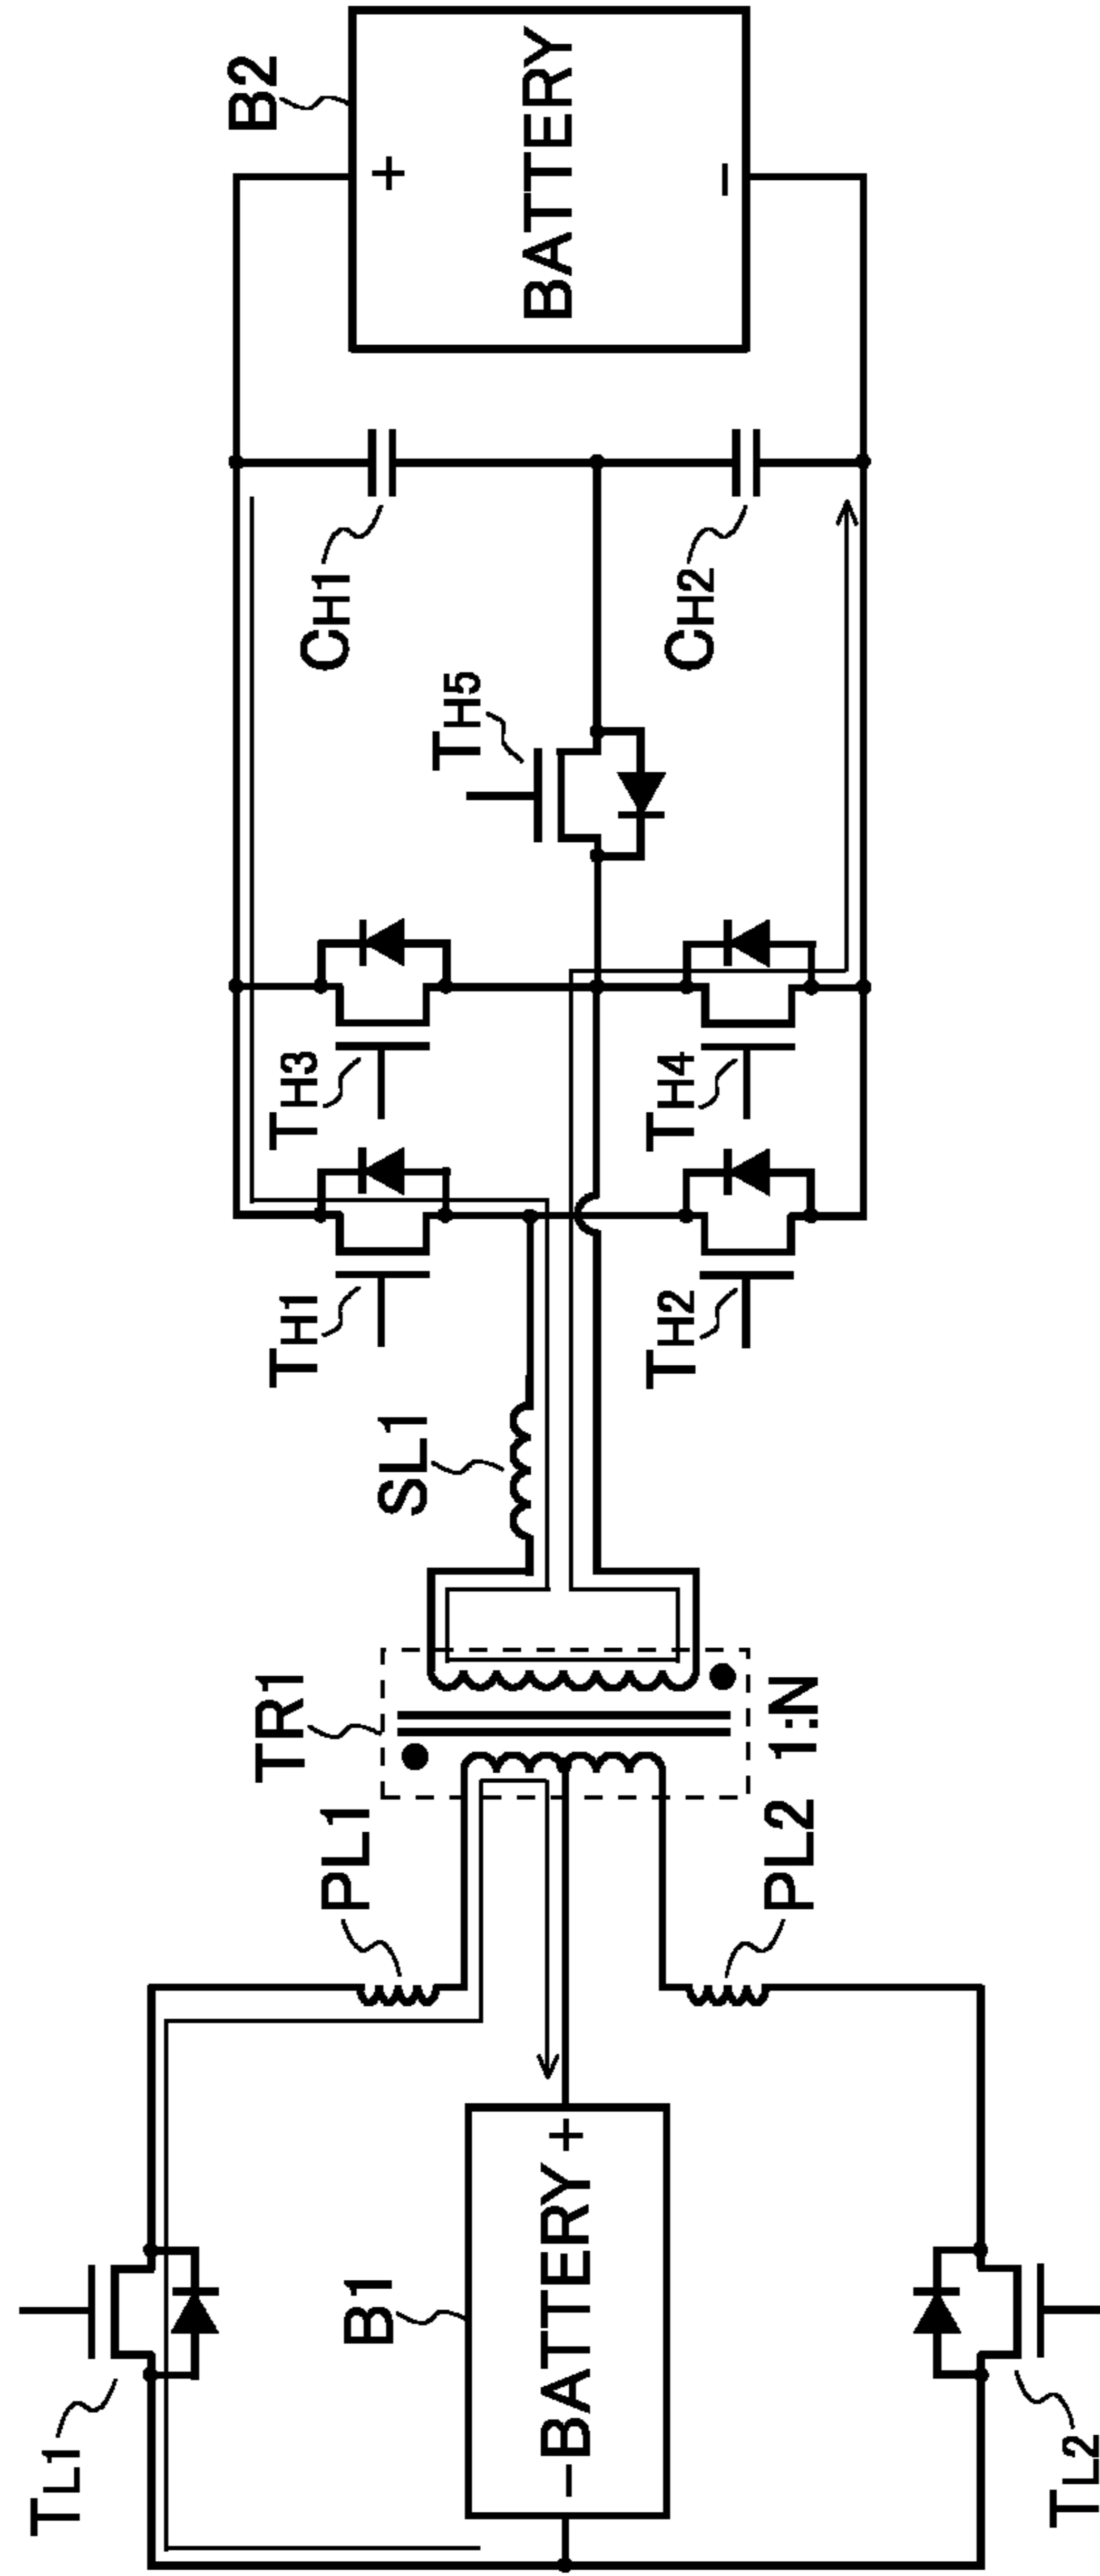 B2
BATTERY
+
−
CH1
CH2
TH5
TH3
TH4
TH1
TH2
SL1
TR1
1:N
PL1
PL2
B1
−BATTERY+
TL1
TL2